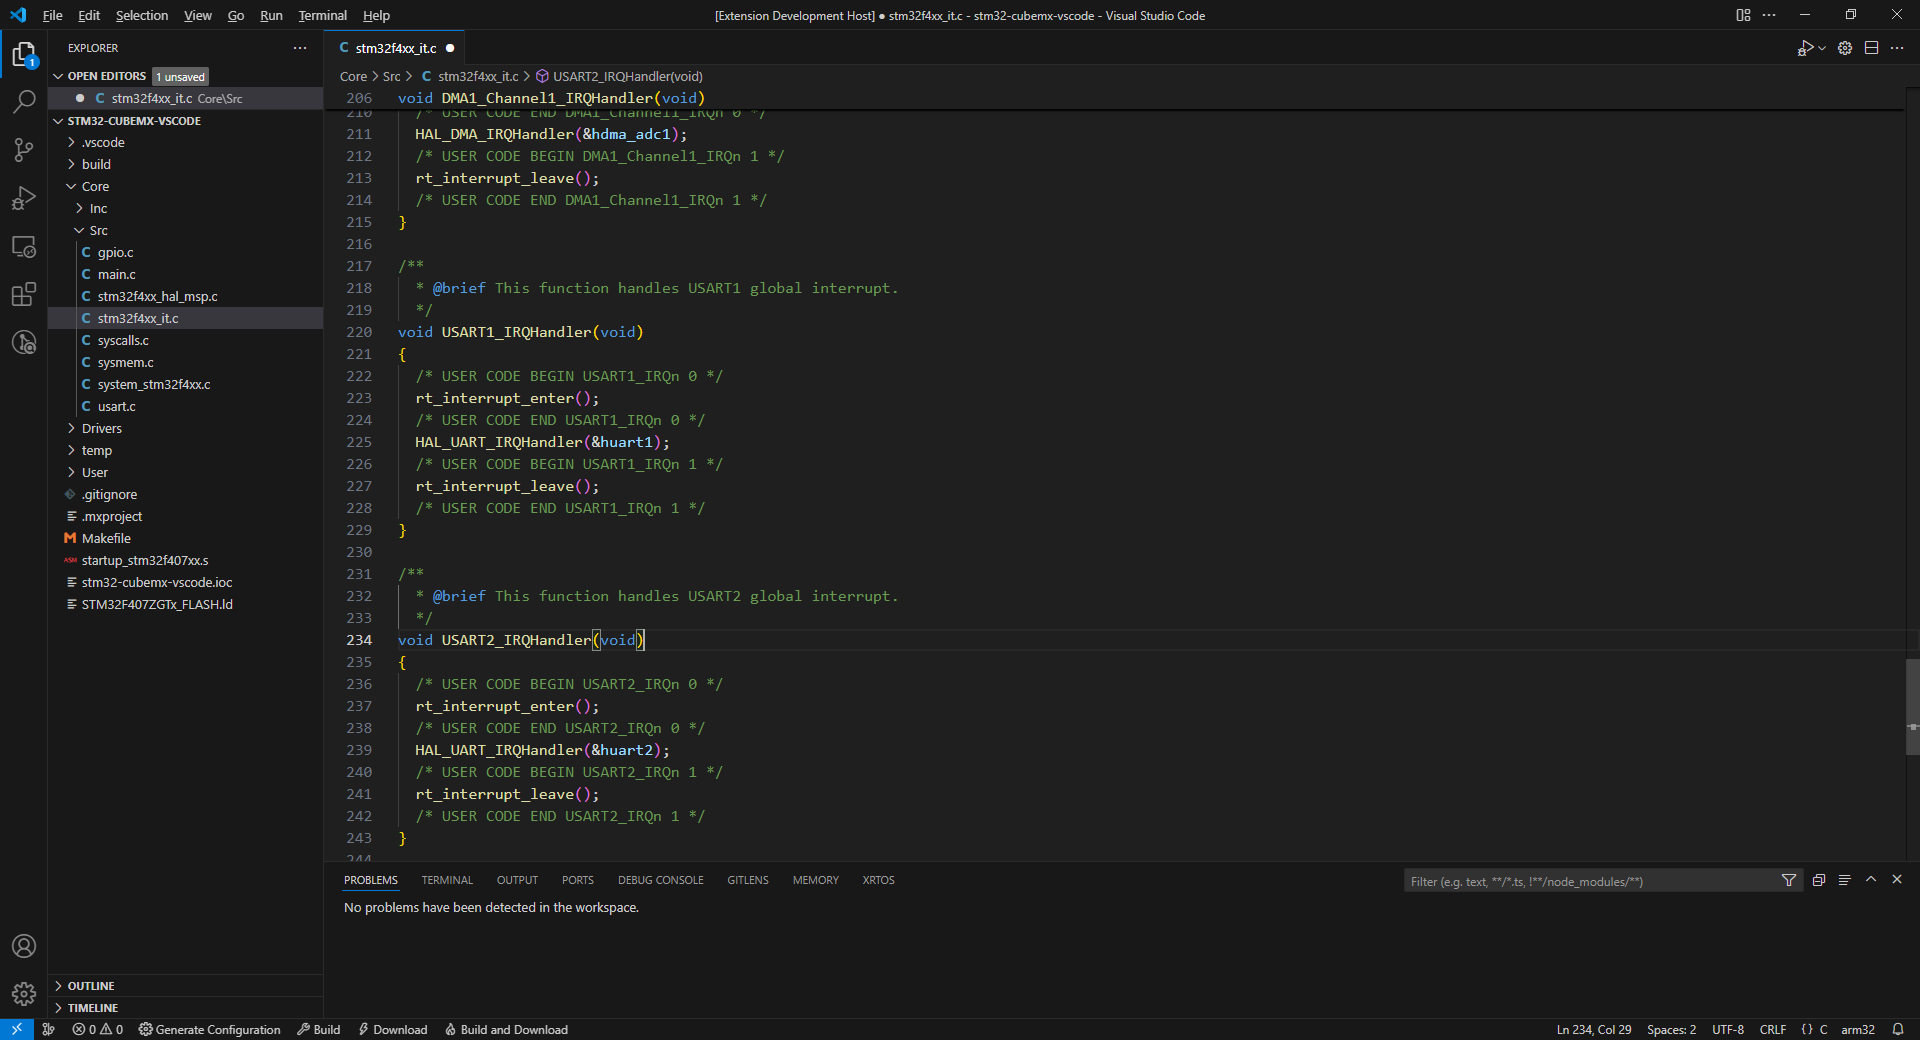 File Edit Selection View Go Run Terminal Help
[Extension Development Host] ● stm32f4xx_it.c - stm32-cubemx-vscode - Visual Studio Code
1
EXPLORER
OPEN EDITORS 1 unsaved
C stm32f4xx_it.c Core\Src
STM32-CUBEMX-VSCODE
.vscode
build
Core
Inc
Src
C gpio.c
C main.c
C stm32f4xx_hal_msp.c
C stm32f4xx_it.c
C syscalls.c
C sysmem.c
C system_stm32f4xx.c
C usart.c
Drivers
temp
User
.gitignore
.mxproject
M Makefile
ASM startup_stm32f407xx.s
stm32-cubemx-vscode.ioc
STM32F407ZGTx_FLASH.ld
OUTLINE
TIMELINE
C stm32f4xx_it.c ●
Core > Src > C stm32f4xx_it.c > USART2_IRQHandler(void)
206 void DMA1_Channel1_IRQHandler(void)
210 /* USER CODE END DMA1_Channel1_IRQn 0 */
211 HAL_DMA_IRQHandler(&hdma_adc1);
212 /* USER CODE BEGIN DMA1_Channel1_IRQn 1 */
213 rt_interrupt_leave();
214 /* USER CODE END DMA1_Channel1_IRQn 1 */
215 }
216
217 /**
218 * @brief This function handles USART1 global interrupt.
219 */
220 void USART1_IRQHandler(void)
221 {
222 /* USER CODE BEGIN USART1_IRQn 0 */
223 rt_interrupt_enter();
224 /* USER CODE END USART1_IRQn 0 */
225 HAL_UART_IRQHandler(&huart1);
226 /* USER CODE BEGIN USART1_IRQn 1 */
227 rt_interrupt_leave();
228 /* USER CODE END USART1_IRQn 1 */
229 }
230
231 /**
232 * @brief This function handles USART2 global interrupt.
233 */
234 void USART2_IRQHandler(void)
235 {
236 /* USER CODE BEGIN USART2_IRQn 0 */
237 rt_interrupt_enter();
238 /* USER CODE END USART2_IRQn 0 */
239 HAL_UART_IRQHandler(&huart2);
240 /* USER CODE BEGIN USART2_IRQn 1 */
241 rt_interrupt_leave();
242 /* USER CODE END USART2_IRQn 1 */
243 }
244
PROBLEMS TERMINAL OUTPUT PORTS DEBUG CONSOLE GITLENS MEMORY XRTOS
Filter (e.g. text, **/*.ts, !**/node_modules/**)
No problems have been detected in the workspace.
0 0 Generate Configuration Build Download Build and Download
Ln 234, Col 29 Spaces: 2 UTF-8 CRLF {} C arm32